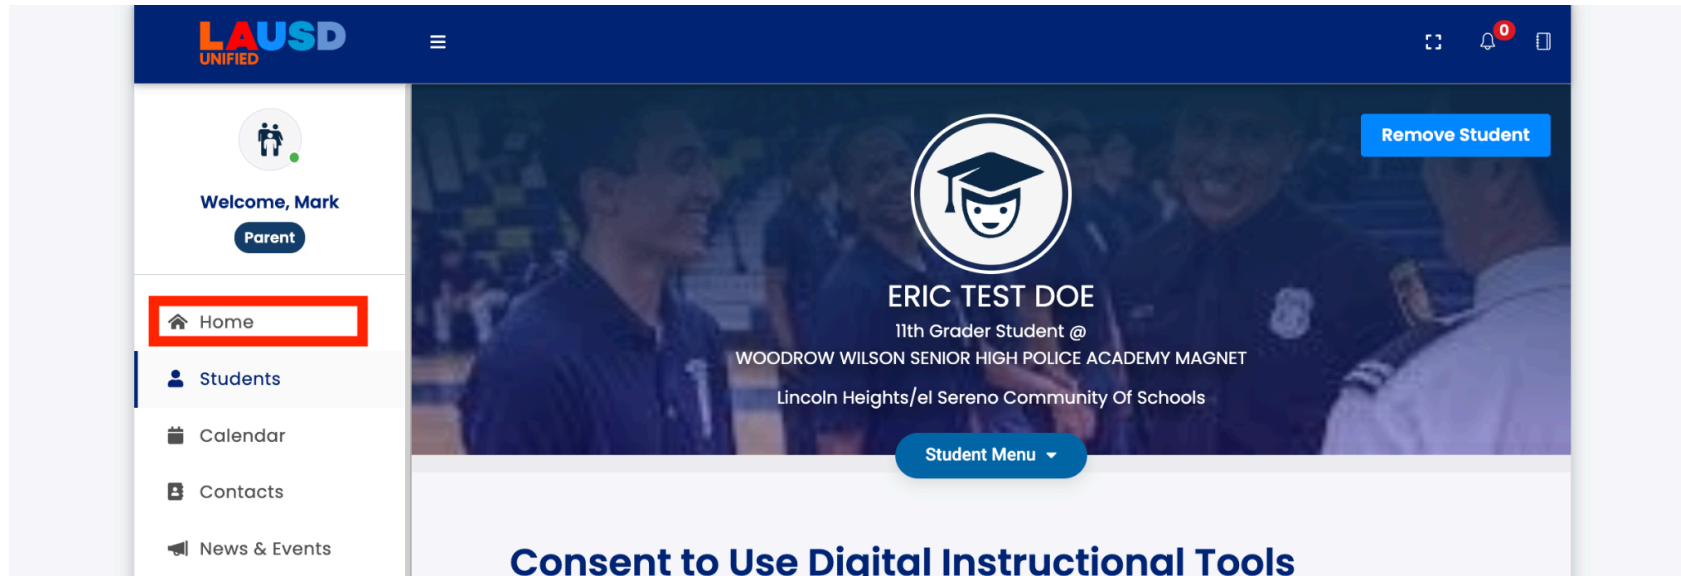 LAUSD
UNIFIED
0
Welcome, Mark
Parent
Home
Students
Calendar
Contacts
News & Events
Remove Student
ERIC TEST DOE
11th Grader Student @
WOODROW WILSON SENIOR HIGH POLICE ACADEMY MAGNET
Lincoln Heights/el Sereno Community Of Schools
Student Menu
Consent to Use Digital Instructional Tools